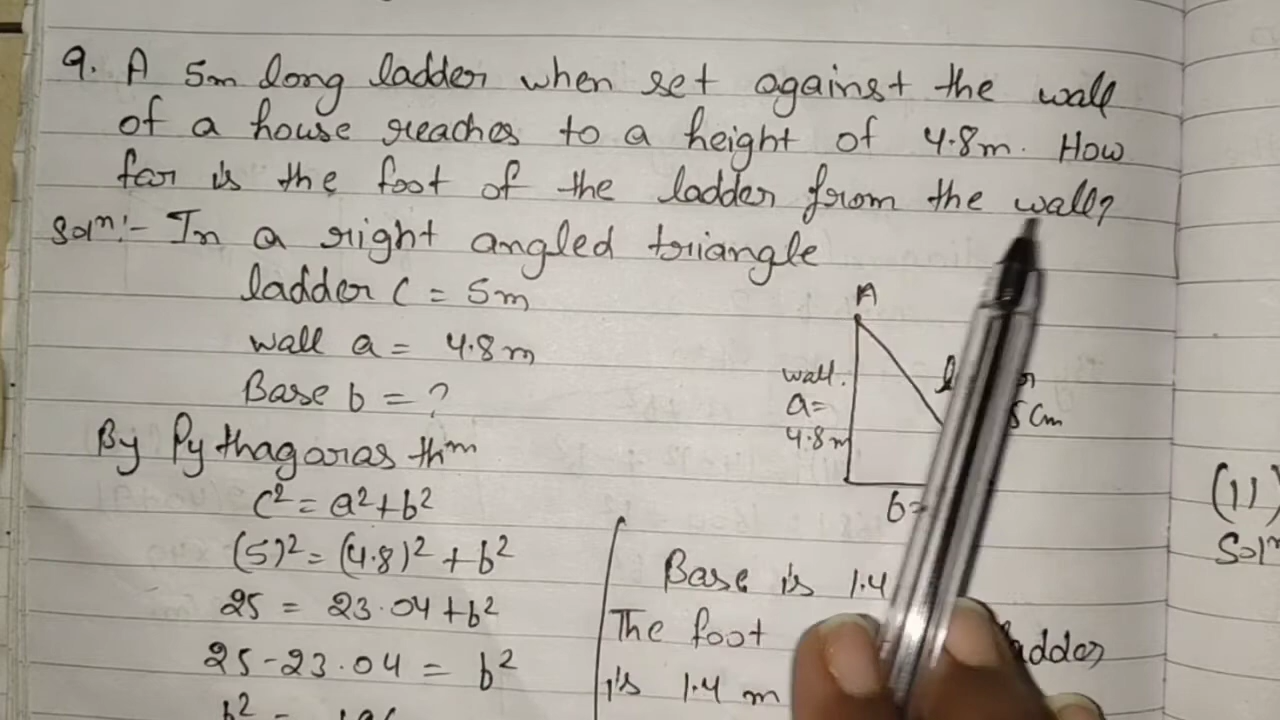 9. A 5m long ladder when set against the wall
of a house reaches to a height of 4.8m. How
far is the foot of the ladder from the wall?
Solⁿ:- In a right angled triangle
ladder c = 5m
wall a = 4.8m
Base b = ?
By Pythagoras thm
c² = a²+b²
(5)² = (4.8)² + b²
25 = 23.04+b²
25-23.04 = b²
b² =
A
wall.
a=
4.8m
5cm
b=
Base is 1.4
The foot
ladder
is 1.4 m
(11)
Solⁿ